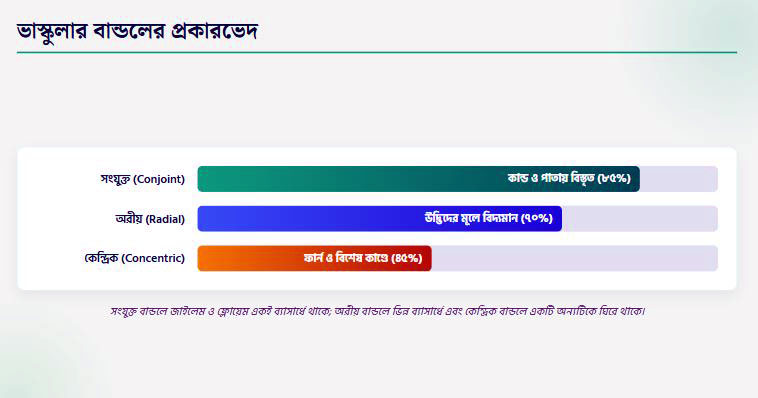 ভাস্কুলার বান্ডলের প্রকারভেদ
সংযুক্ত (Conjoint)
কান্ড ও পাতায় বিস্তৃত (৮৫%)
অরীয় (Radial)
উদ্ভিদের মূলে বিদ্যমান (৭০%)
কেন্দ্রিক (Concentric)
ফার্ন ও বিশেষ কাণ্ডে (৪৫%)
সংযুক্ত বান্ডলে জাইলেম ও ফ্লোয়েম একই ব্যাসার্ধে থাকে; অরীয় বান্ডলে ভিন্ন ব্যাসার্ধে এবং কেন্দ্রিক বান্ডলে একটি অন্যটিকে ঘিরে থাকে।